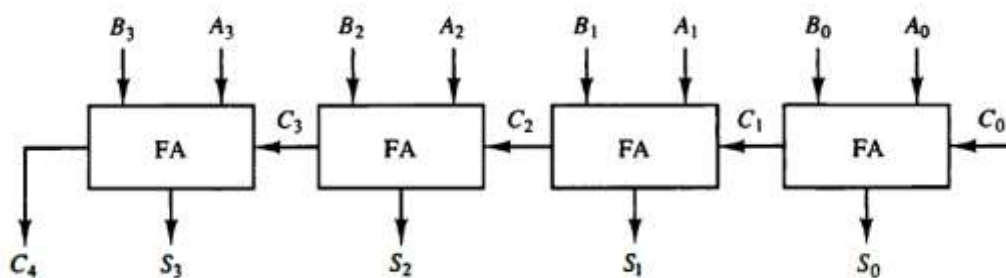 B₃ A₃ B₂ A₂ B₁ A₁ B₀ A₀
C₃ C₂ C₁ C₀
FA FA FA FA
C₄ S₃ S₂ S₁ S₀